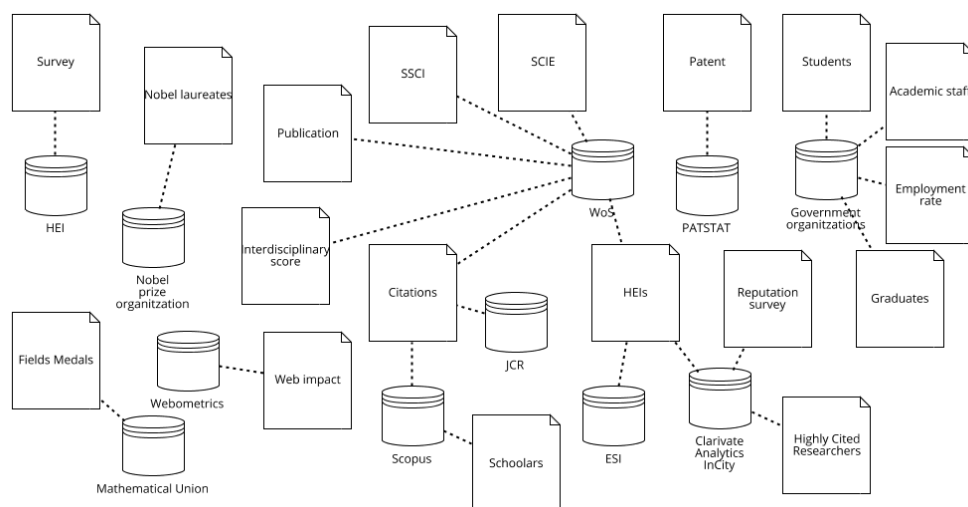 Survey
SSCI
SCIE
Patent
Students
Academic staff
Nobel laureates
Publication
HEI
WoS
PATSTAT
Government
organitzations
Employment
rate
Nobel
prize
organitzation
Interdisciplinary
score
Citations
HEIs
Reputation
survey
Graduates
Fields Medals
Webometrics
Web impact
JCR
Mathematical Union
Scopus
Schoolars
ESI
Clarivate
Analytics
InCity
Highly Cited
Researchers